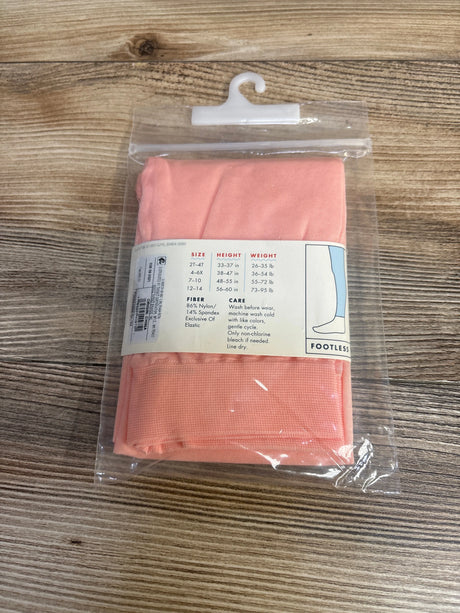 SIZE HEIGHT WEIGHT
2T-4T 33-37 in 26-35 lb
4-6X 38-47 in 36-54 lb
7-10 48-55 in 55-72 lb
12-14 56-60 in 73-95 lb
FIBER
86% Nylon/
14% Spandex
Exclusive Of
Elastic
CARE
Wash before wear,
machine wash cold
with like colors,
gentle cycle.
Only non-chlorine
bleach if needed.
Line dry.
FOOTLESS